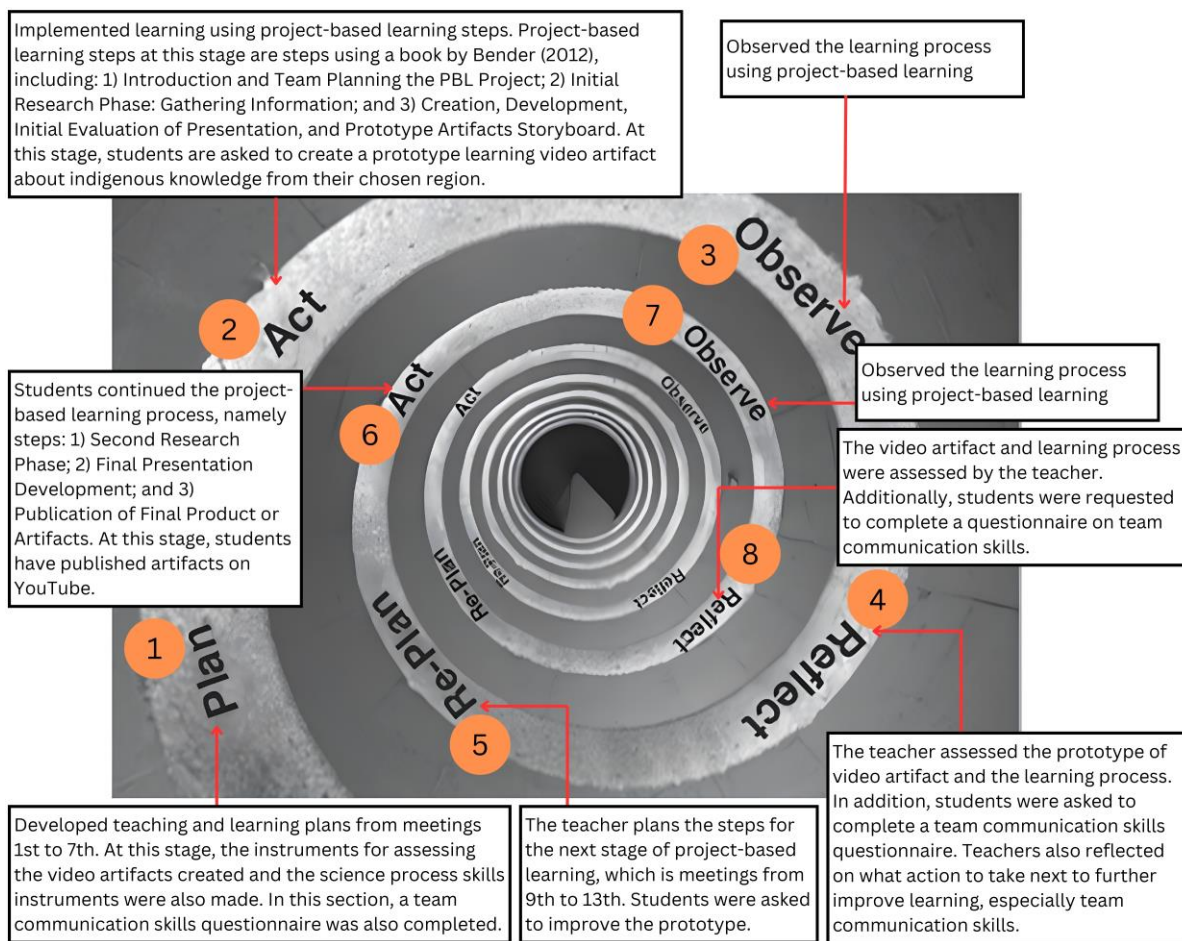 Implemented learning using project-based learning steps. Project-
based learning steps at this stage are steps using a book by Bender (2012),
including: 1) Introduction and Team Planning the PBL Project; 2) Initial
Research Phase: Gathering Information; and 3) Creation, Development,
Initial Evaluation of Presentation, and Prototype Artifacts Storyboard. At
this stage, students are asked to create a prototype learning video artifact
about indigenous knowledge from their chosen region.
Observed the learning process
using project-based learning
2
Act
3
Observe
7
Observe
6
Act
Act
Observe
Observed the learning process
using project-based learning
Students continued the project-
based learning process, namely
steps: 1) Second Research
Phase; 2) Final Presentation
Development; and 3)
Publication of Final Product or
Artifacts. At this stage, students
have published artifacts on
YouTube.
The video artifact and learning process
were assessed by the teacher.
Additionally, students were requested
to complete a questionnaire on team
communication skills.
1
Plan
5
Re-Plan
Re-Plan
Re-Plan
Reflect
8
Reflect
4
Reflect
Developed teaching and learning plans from meetings
1st to 7th. At this stage, the instruments for assessing
the video artifacts created and the science process skills
instruments were also made. In this section, a team
communication skills questionnaire was also completed.
The teacher plans the steps for
the next stage of project-based
learning, which is meetings from
9th to 13th. Students were asked
to improve the prototype.
The teacher assessed the prototype of
video artifact and the learning process.
In addition, students were asked to
complete a team communication skills
questionnaire. Teachers also reflected
on what action to take next to further
improve learning, especially team
communication skills.